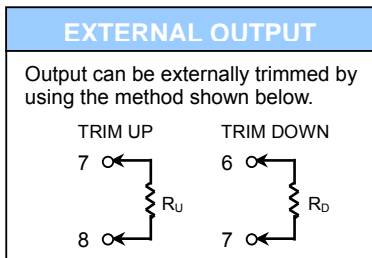 EXTERNAL OUTPUT
Output can be externally trimmed by
using the method shown below.
TRIM UP TRIM DOWN
7 6
RU RD
8 7